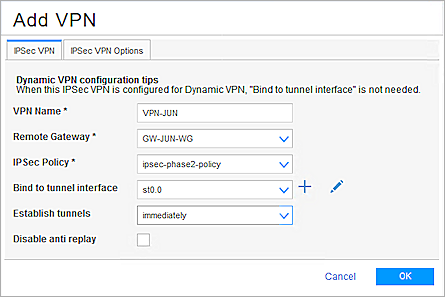 Add VPN
IPSec VPN IPSec VPN Options
Dynamic VPN configuration tips
When this IPSec VPN is configured for Dynamic VPN, "Bind to tunnel interface" is not needed.
VPN Name * VPN-JUN
Remote Gateway * GW-JUN-WG
IPSec Policy * ipsec-phase2-policy
Bind to tunnel interface st0.0
Establish tunnels immediately
Disable anti replay
Cancel OK